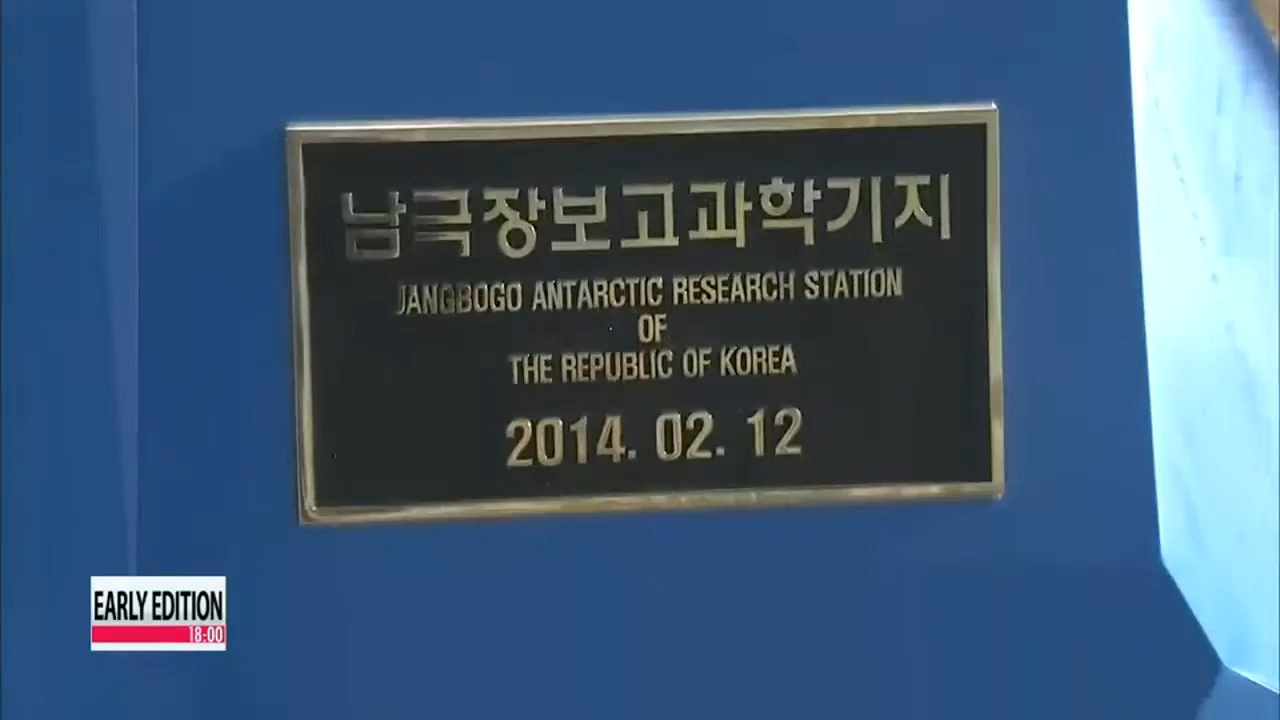 남극장보고과학기지
JANGBOGO ANTARCTIC RESEARCH STATION
OF
THE REPUBLIC OF KOREA
2014. 02. 12
EARLY EDITION
18:00